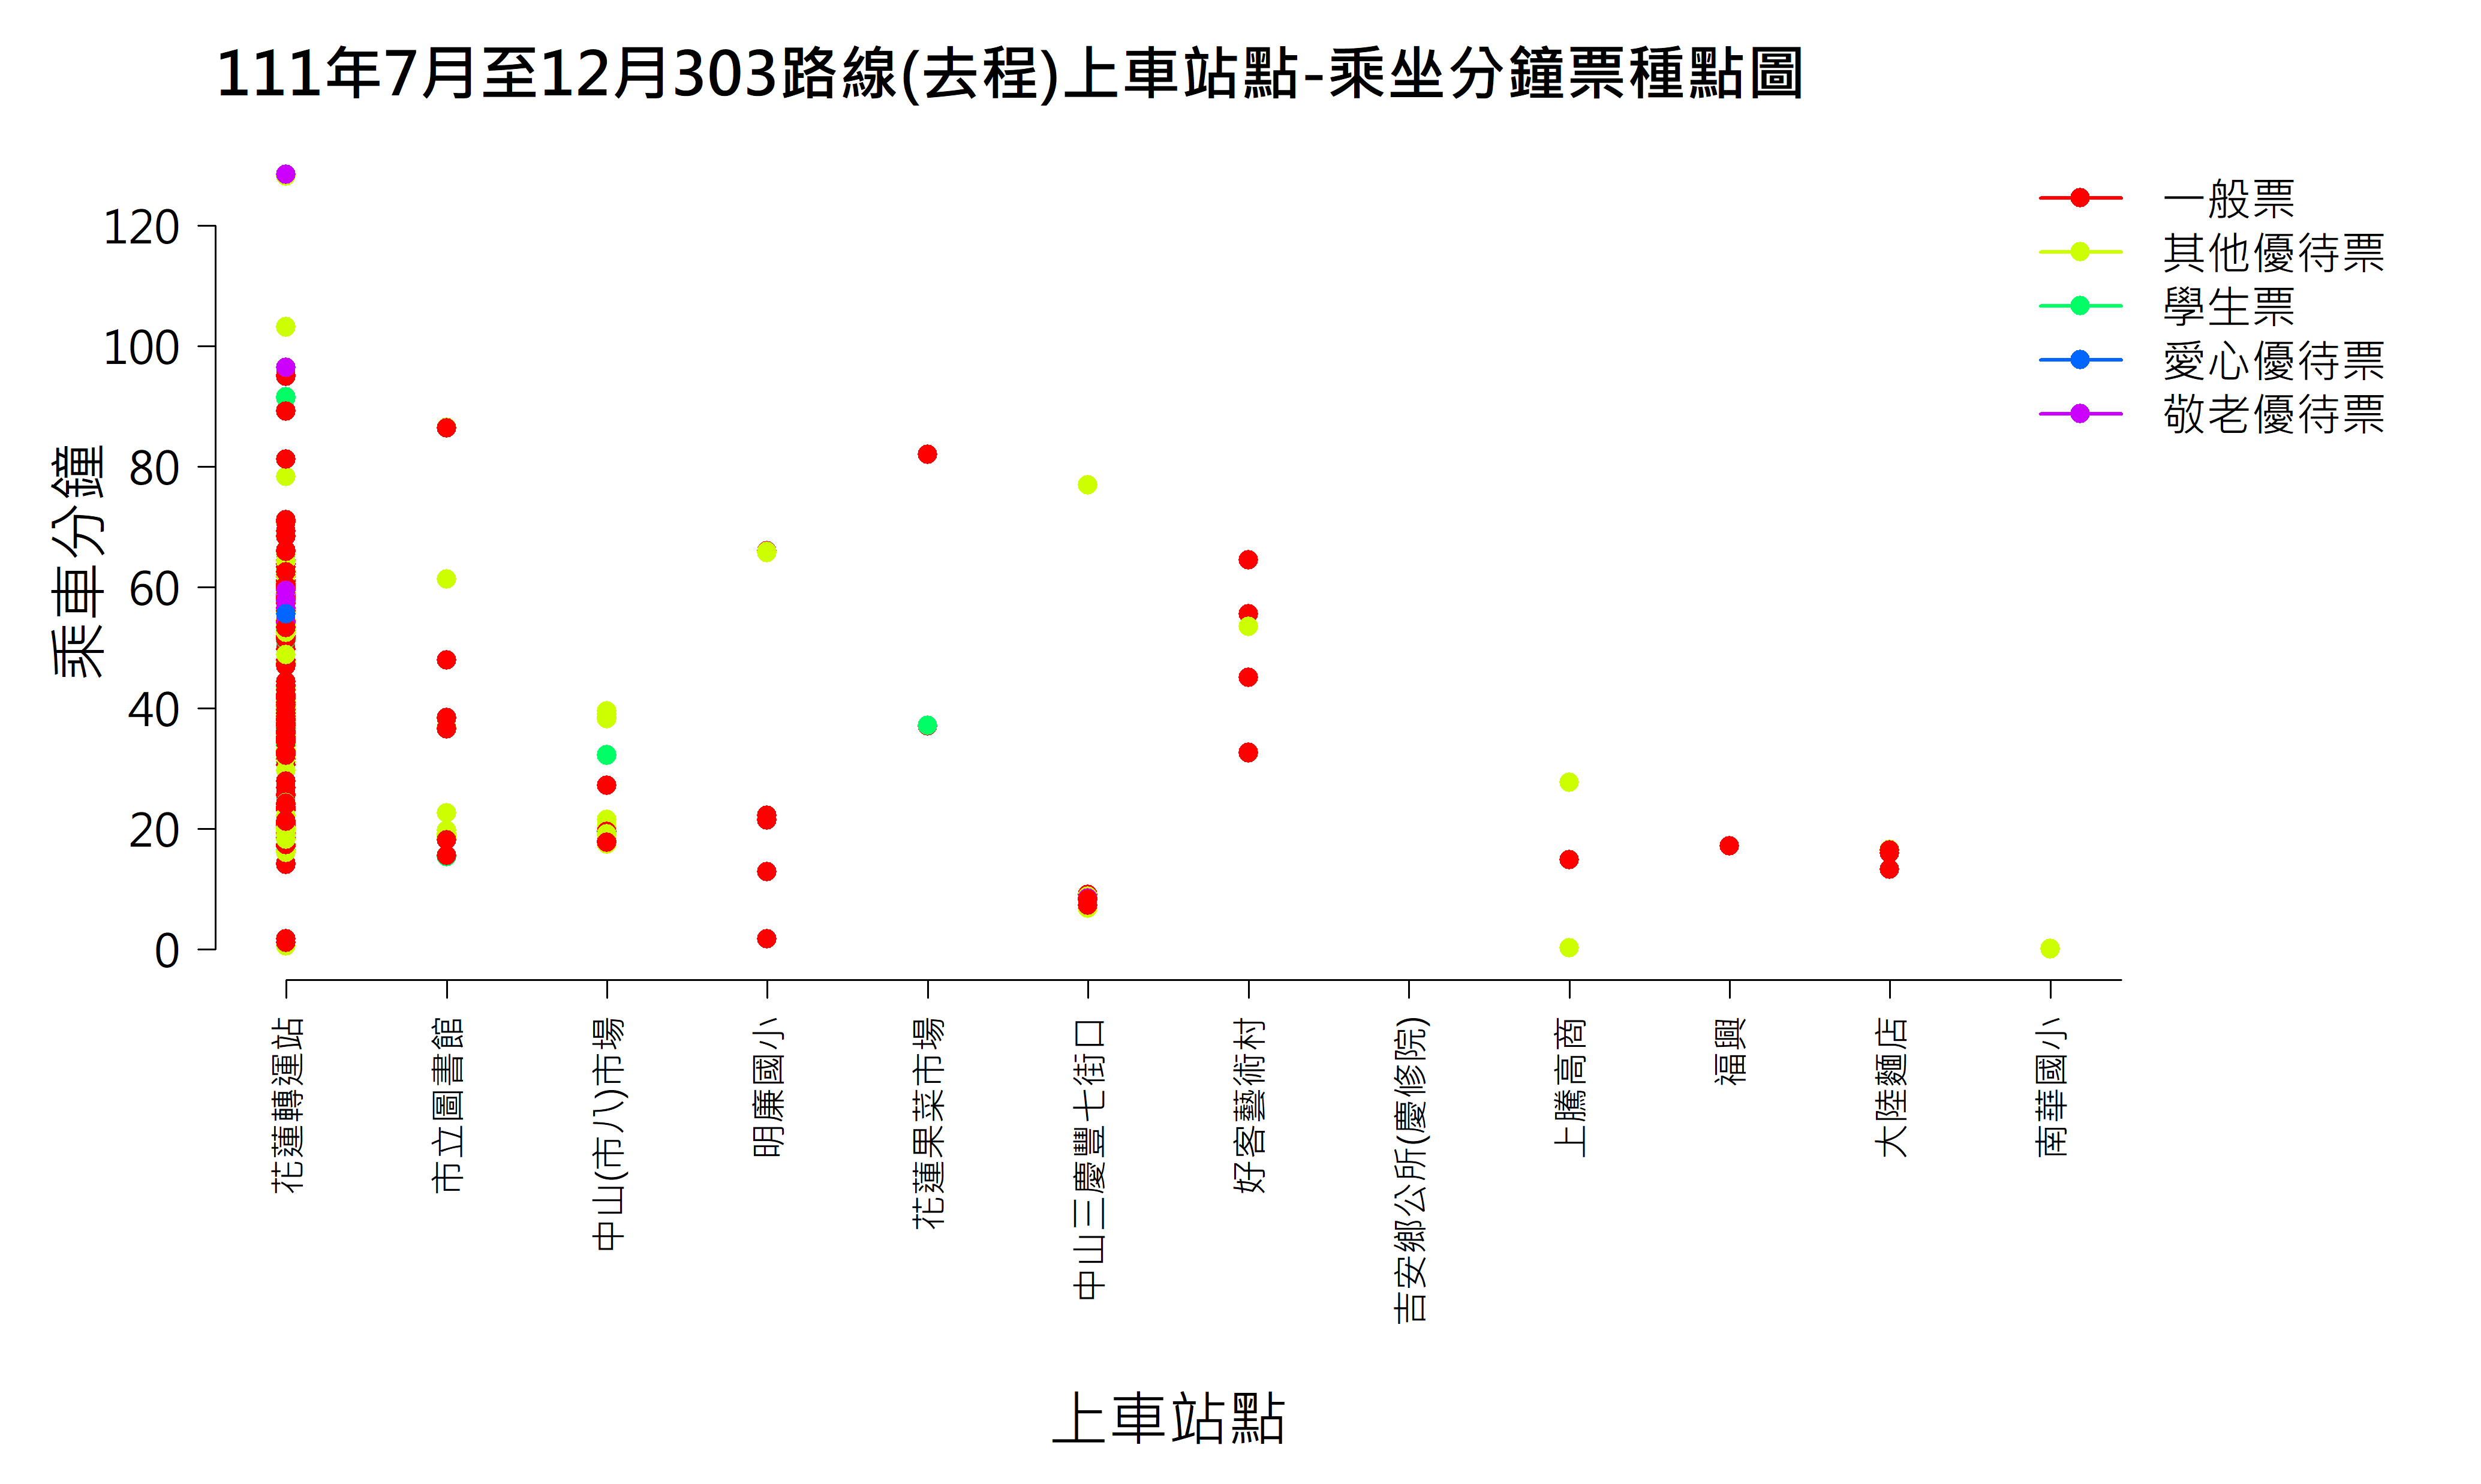 111年7月至12月303路線(去程)上車站點-乘坐分鐘票種點圖
一般票
其他優待票
學生票
愛心優待票
敬老優待票
乘車分鐘
120
100
80
60
40
20
0
花蓮轉運站
市立圖書館
中山(市八)市場
明廉國小
花蓮果菜市場
中山三慶豐七街口
好客藝術村
吉安鄉公所(慶修院)
上騰高商
福興
大陸麵店
南華國小
上車站點